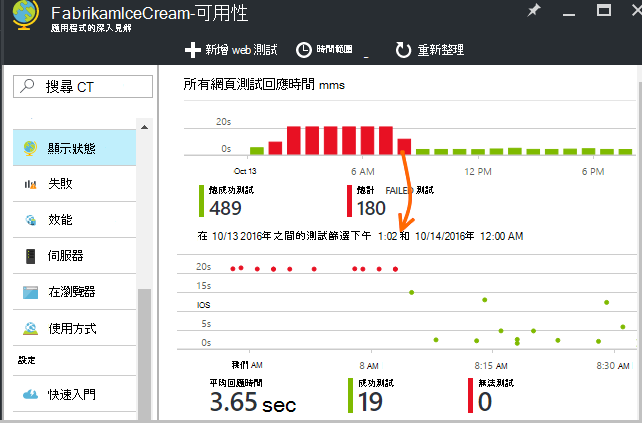 FabrikamIceCream-可用性
應用程式的深入見解
新增 web 測試
時間範圍
重新整理
搜尋 CT
顯示狀態
失敗
效能
伺服器
在瀏覽器
使用方式
設定
快速入門
所有網頁測試回應時間 mms
20s
0s
Oct 13
6 AM
12 PM
6 PM
總成功測試
489
總計 FAILED 測試
180
在 10/13 2016年之間的測試篩選下午 1:02 和 10/14/2016年 12:00 AM
20s
15s
IOS
5s
0s
我們 AM
8 AM
8:15 AM
8:30 AM
平均回應時間
3.65 sec
成功測試
19
無法測試
0